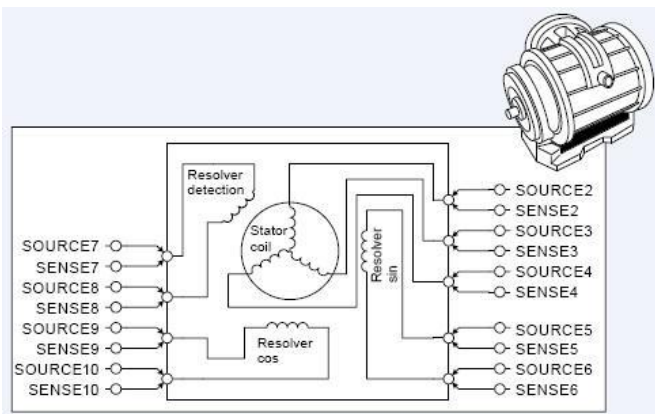 Resolver
detection
Stator
coil
Resolver
sin
Resolver
cos
SOURCE7
SENSE7
SOURCE8
SENSE8
SOURCE9
SENSE9
SOURCE10
SENSE10
SOURCE2
SENSE2
SOURCE3
SENSE3
SOURCE4
SENSE4
SOURCE5
SENSE5
SOURCE6
SENSE6